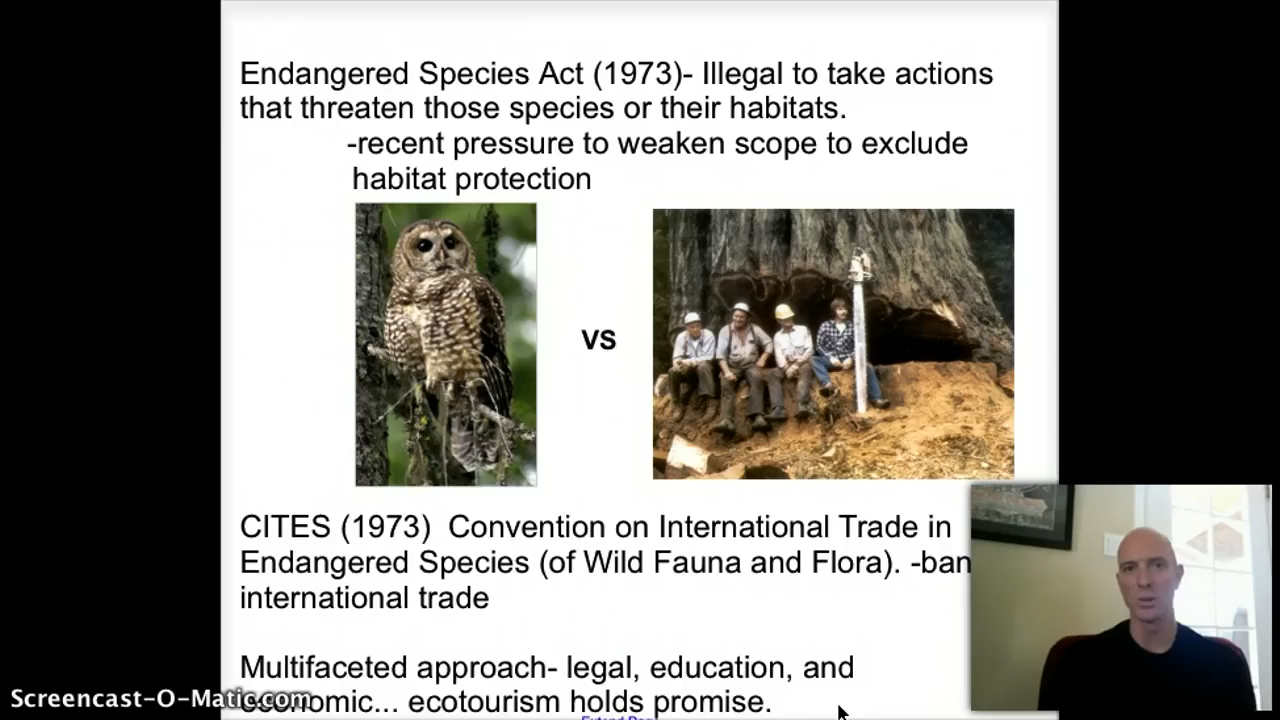 Endangered Species Act (1973)- Illegal to take actions
that threaten those species or their habitats.
-recent pressure to weaken scope to exclude
habitat protection
vs
CITES (1973)  Convention on International Trade in
Endangered Species (of Wild Fauna and Flora). -ban
international trade
Multifaceted approach- legal, education, and
economic... ecotourism holds promise.
Screencast-O-Matic.com